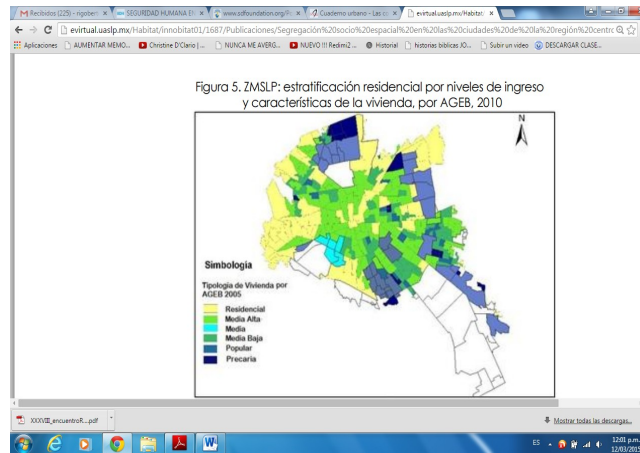 Recibidos (225) - rigobert
SEGURIDAD HUMANA E
www.sdfoundation.org/P
Cuaderno urbano - Las co
evirtual.uaslp.mx/Habitat
evirtual.uaslp.mx/Habitat/innobitat01/1687/Publicaciones/Segregación%20socio%20espacial%20en%20las%20ciudades%20de%20la%20región%20centro
Aplicaciones
AUMENTAR MEMO...
Christine D'Clario | ...
NUNCA ME AVERG...
NUEVO !!! Redimi2 ...
Historial
historias biblicas JO...
Subir un video
DESCARGAR CLASE...
Figura 5. ZMSLP: estratificación residencial por niveles de ingreso
y características de la vivienda, por AGEB, 2010
N
Simbología
Tipología de Vivienda por
AGEB 2005
Residencial
Media Alta
Media
Media Baja
Popular
Precaria
XXXVIII_encuentroR....pdf
Mostrar todas las descargas...
ES
12:01 p.m.
12/03/2015